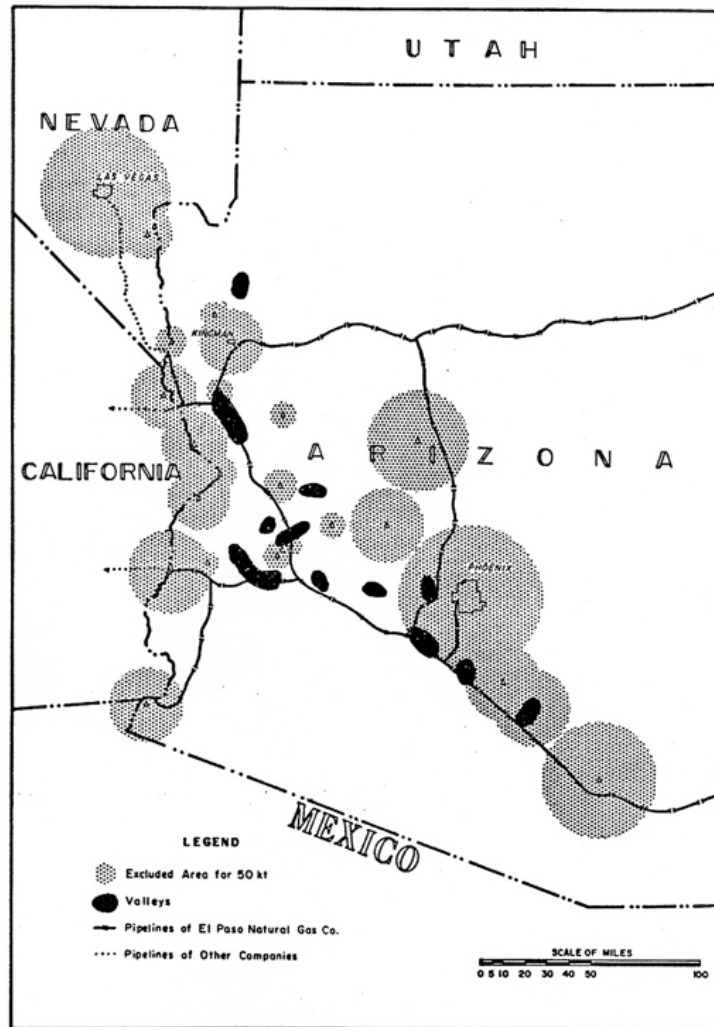 UTAH
NEVADA
LAS VEGAS
KINGMAN
ARIZONA
CALIFORNIA
PHOENIX
MEXICO
LEGEND
Excluded Area for 50 kt
Valleys
Pipelines of El Paso Natural Gas Co.
Pipelines of Other Companies
SCALE OF MILES
0 5 10 20 30 40 50 100